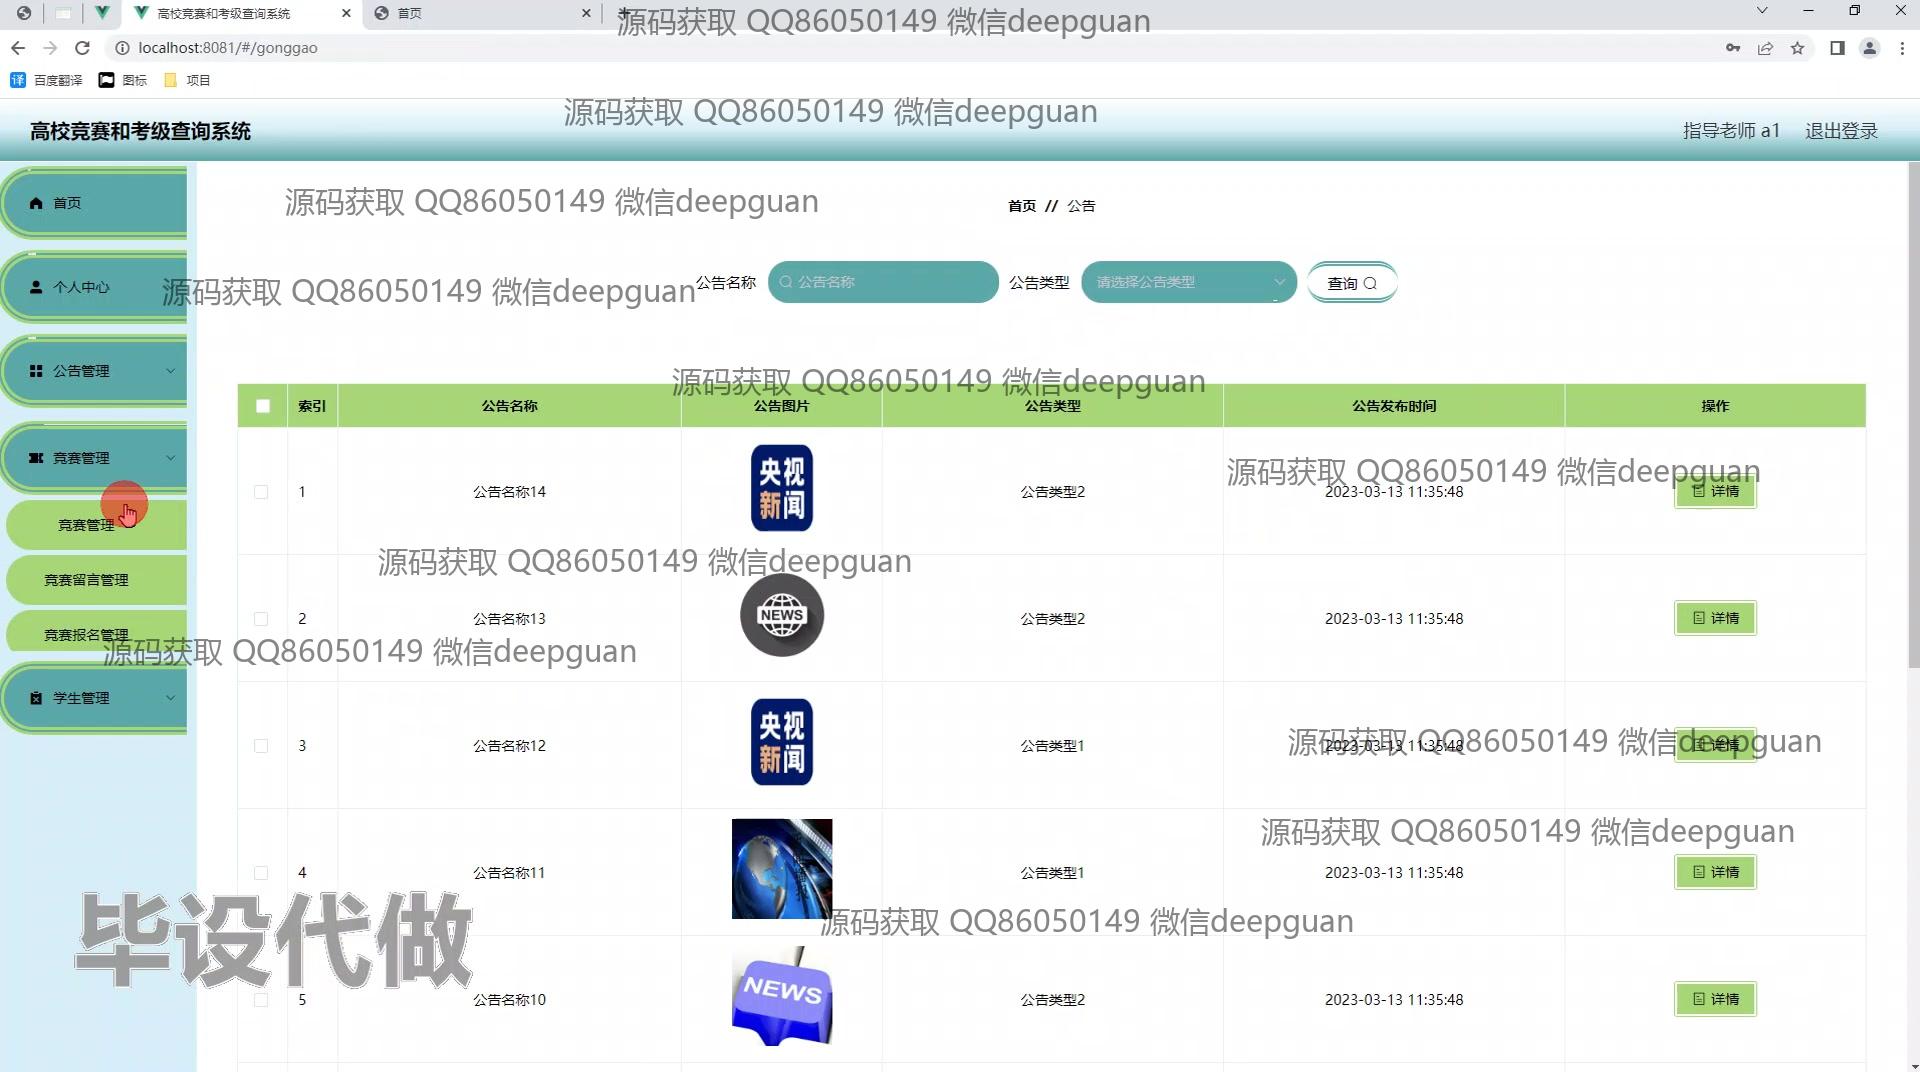 高校竞赛和考级查询系统
首页
源码获取 QQ86050149 微信deepguan
localhost:8081/#/gonggao
百度翻译
图标
项目
源码获取 QQ86050149 微信deepguan
高校竞赛和考级查询系统
指导老师 a1
退出登录
首页
源码获取 QQ86050149 微信deepguan
首页 // 公告
个人中心
源码获取 QQ86050149 微信deepguan
公告名称
公告名称
公告类型
请选择公告类型
查询
公告管理
源码获取 QQ86050149 微信deepguan
索引
公告名称
公告图片
公告类型
公告发布时间
操作
竞赛管理
源码获取 QQ86050149 微信deepguan
1
公告名称14
央视
新闻
公告类型2
2023-03-13 11:35:48
详情
竞赛管理
源码获取 QQ86050149 微信deepguan
竞赛留言管理
2
公告名称13
NEWS
公告类型2
2023-03-13 11:35:48
详情
竞赛报名管理
源码获取 QQ86050149 微信deepguan
学生管理
3
公告名称12
央视
新闻
公告类型1
2023-03-13 11:35:48
详情
源码获取 QQ86050149 微信deepguan
源码获取 QQ86050149 微信deepguan
4
公告名称11
公告类型1
2023-03-13 11:35:48
详情
源码获取 QQ86050149 微信deepguan
毕设代做
5
公告名称10
NEWS
公告类型2
2023-03-13 11:35:48
详情